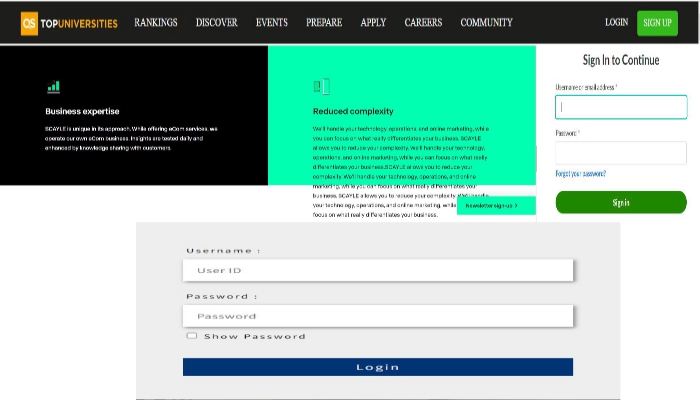 QS TOPUNIVERSITIES RANKINGS DISCOVER EVENTS PREPARE APPLY CAREERS COMMUNITY LOGIN SIGN UP
Business expertise
SCAYLE is unique in its approach. While offering eCom services, we
operate our own eCom business. Insights are tested daily and
enhanced by knowledge sharing with customers.
Reduced complexity
We'll handle your technology, operations, and online marketing, while
you can focus on what really differentiates your business. SCAYLE
allows you to reduce your complexity. We'll handle your technology,
operations, and online marketing, while you can focus on what really
differentiates your business.SCAYLE allows you to reduce your
complexity. We'll handle your technology, operations, and online
marketing, while you can focus on what really differentiates your
business. SCAYLE allows you to reduce your complexity. We'll handle
your technology, operations, and online marketing, while
focus on what really differentiates your business.
Newsletter sign-up >
Sign In to Continue
Username or email address *
Password *
Forgot your password?
Sign in
Username :
User ID
Password :
Password
Show Password
Login